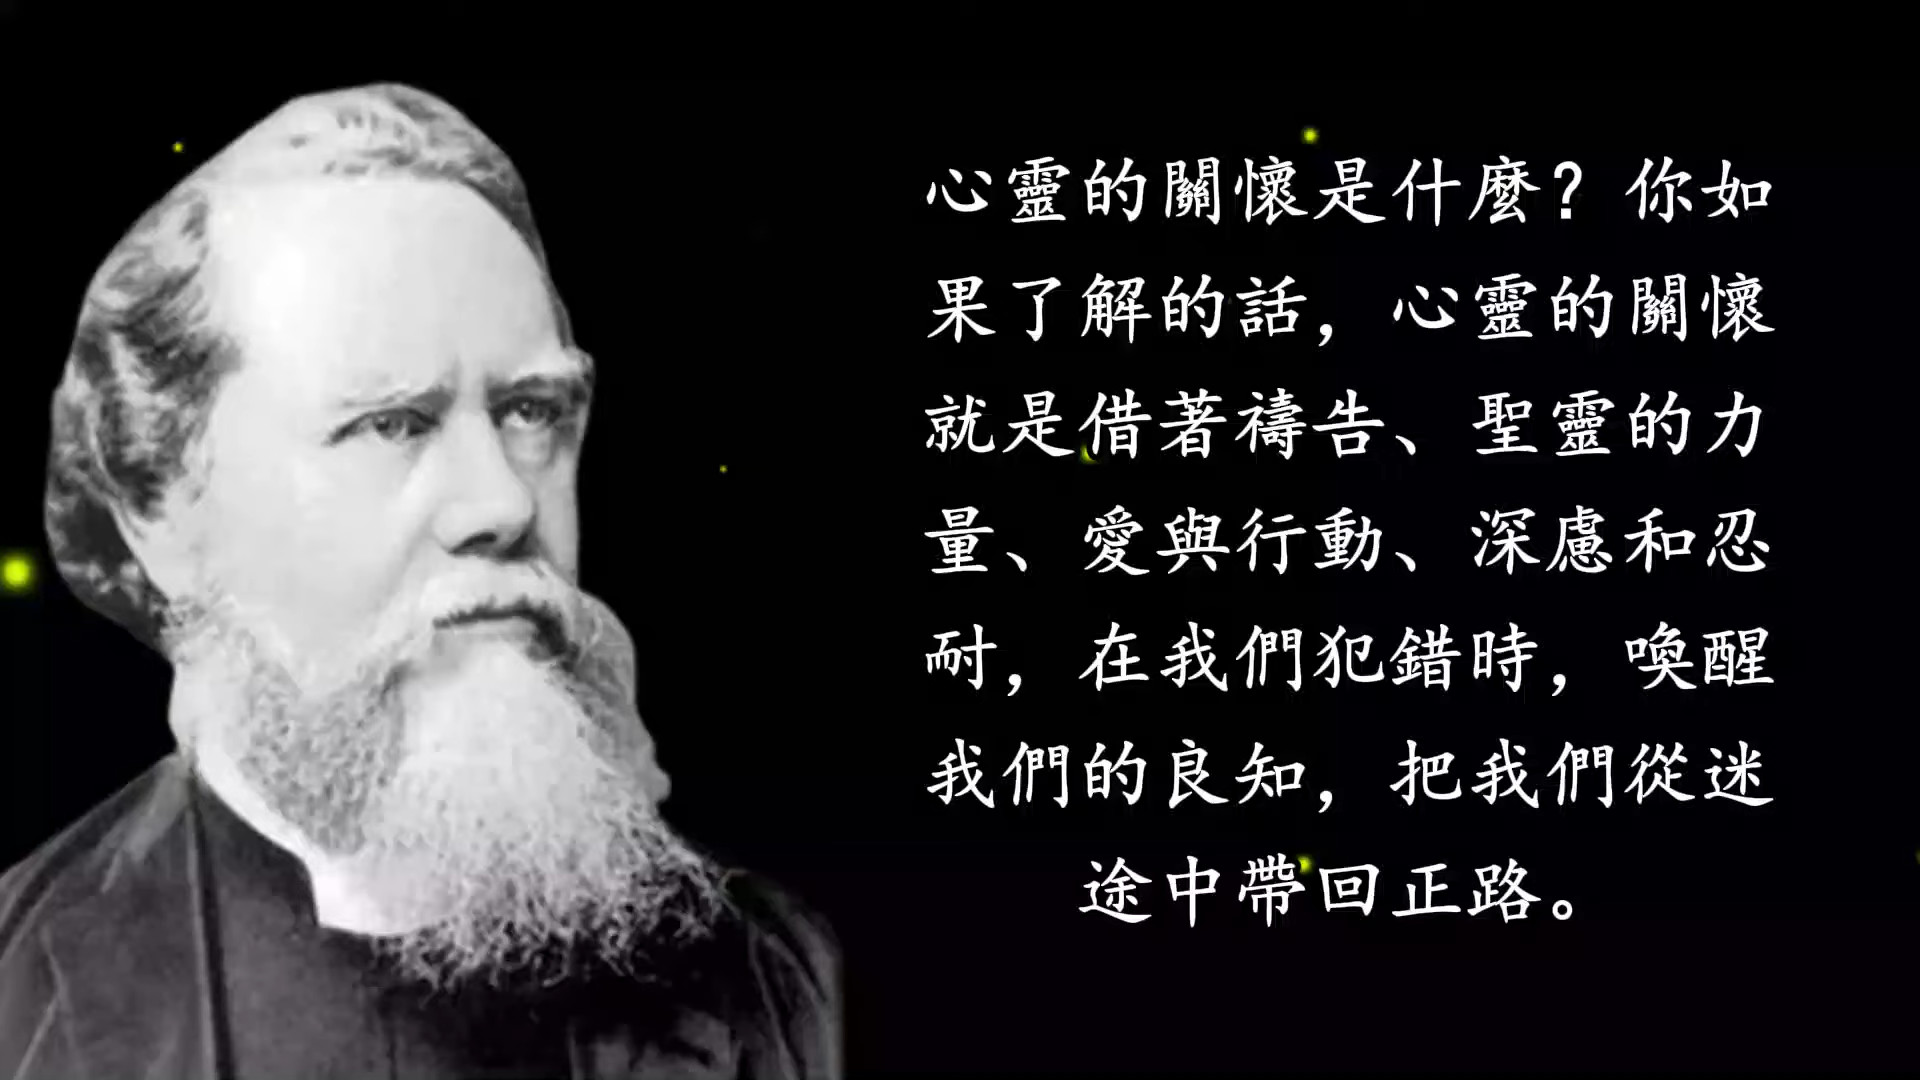 心靈的關懷是什麼？你如
果了解的話，心靈的關懷
就是借著禱告、聖靈的力
量、愛與行動、深慮和忍
耐，在我們犯錯時，喚醒
我們的良知，把我們從迷
途中帶回正路。